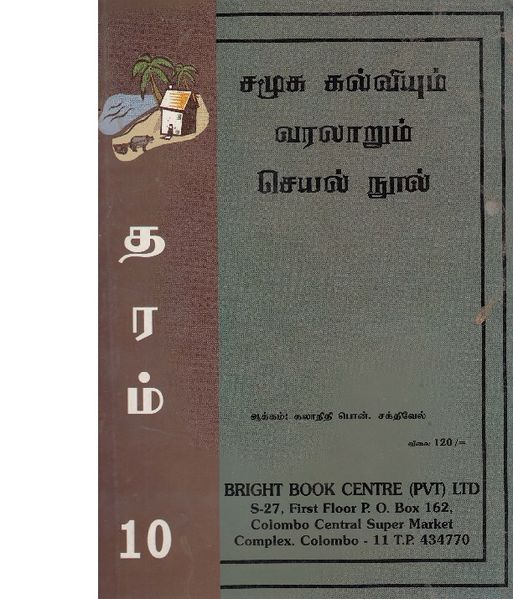 சமூக கல்வியும்
வரலாறும்
செயல் நூல்
த
ர
ம்
10
ஆக்கம்: கலாநிதி பொன். சக்திவேல்
விலை 120/=
BRIGHT BOOK CENTRE (PVT) LTD
S-27, First Floor P. O. Box 162,
Colombo Central Super Market
Complex. Colombo - 11 T.P. 434770